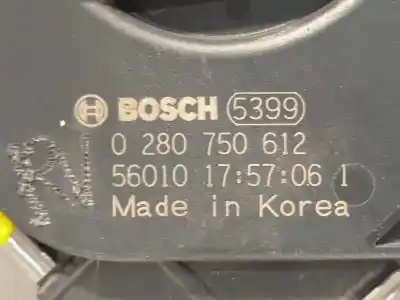 BOSCH 5399
0 280 750 612
56010 17:57:06 1
Made in Korea